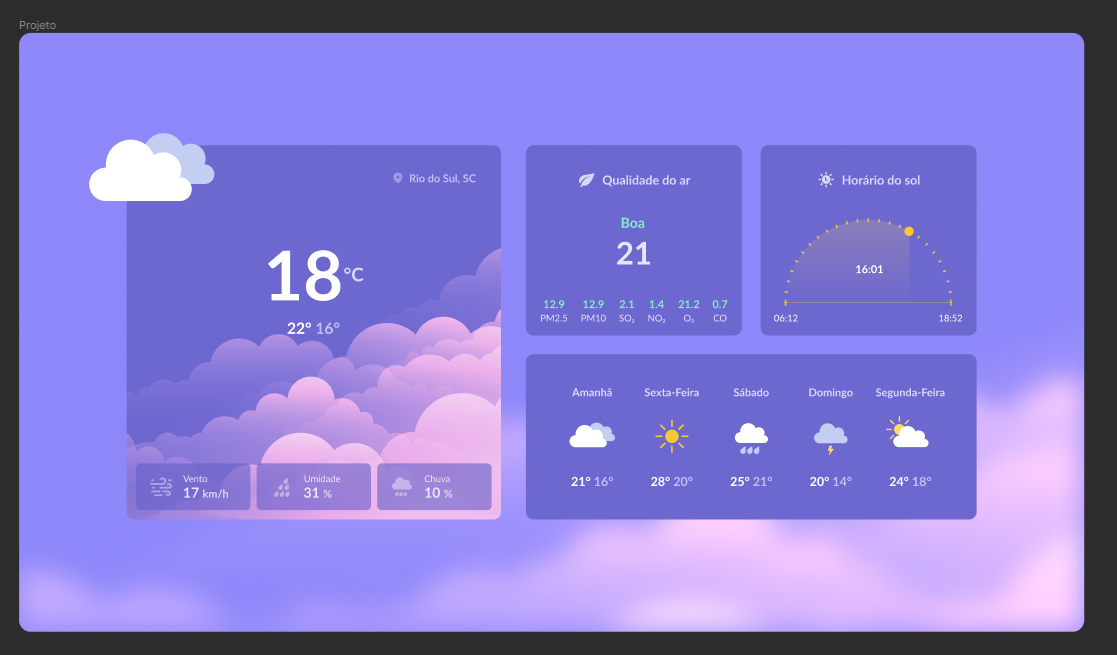 Projeto
Rio do Sul, SC
18°C
22° 16°
Vento
17 km/h
Umidade
31 %
Chuva
10 %
Qualidade do ar
Boa
21
12.9 12.9 2.1 1.4 21.2 0.7
PM2.5 PM10 SO₂ NO₂ O₃ CO
Horário do sol
16:01
06:12 18:52
Amanhã Sexta-Feira Sábado Domingo Segunda-Feira
21° 16° 28° 20° 25° 21° 20° 14° 24° 18°